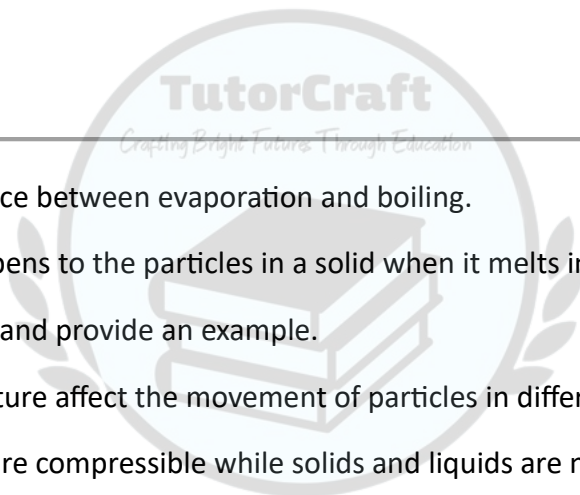 TutorCraft
Crafting Bright Futures Through Education
ce between evaporation and boiling.
pens to the particles in a solid when it melts in
and provide an example.
ture affect the movement of particles in differ
re compressible while solids and liquids are n